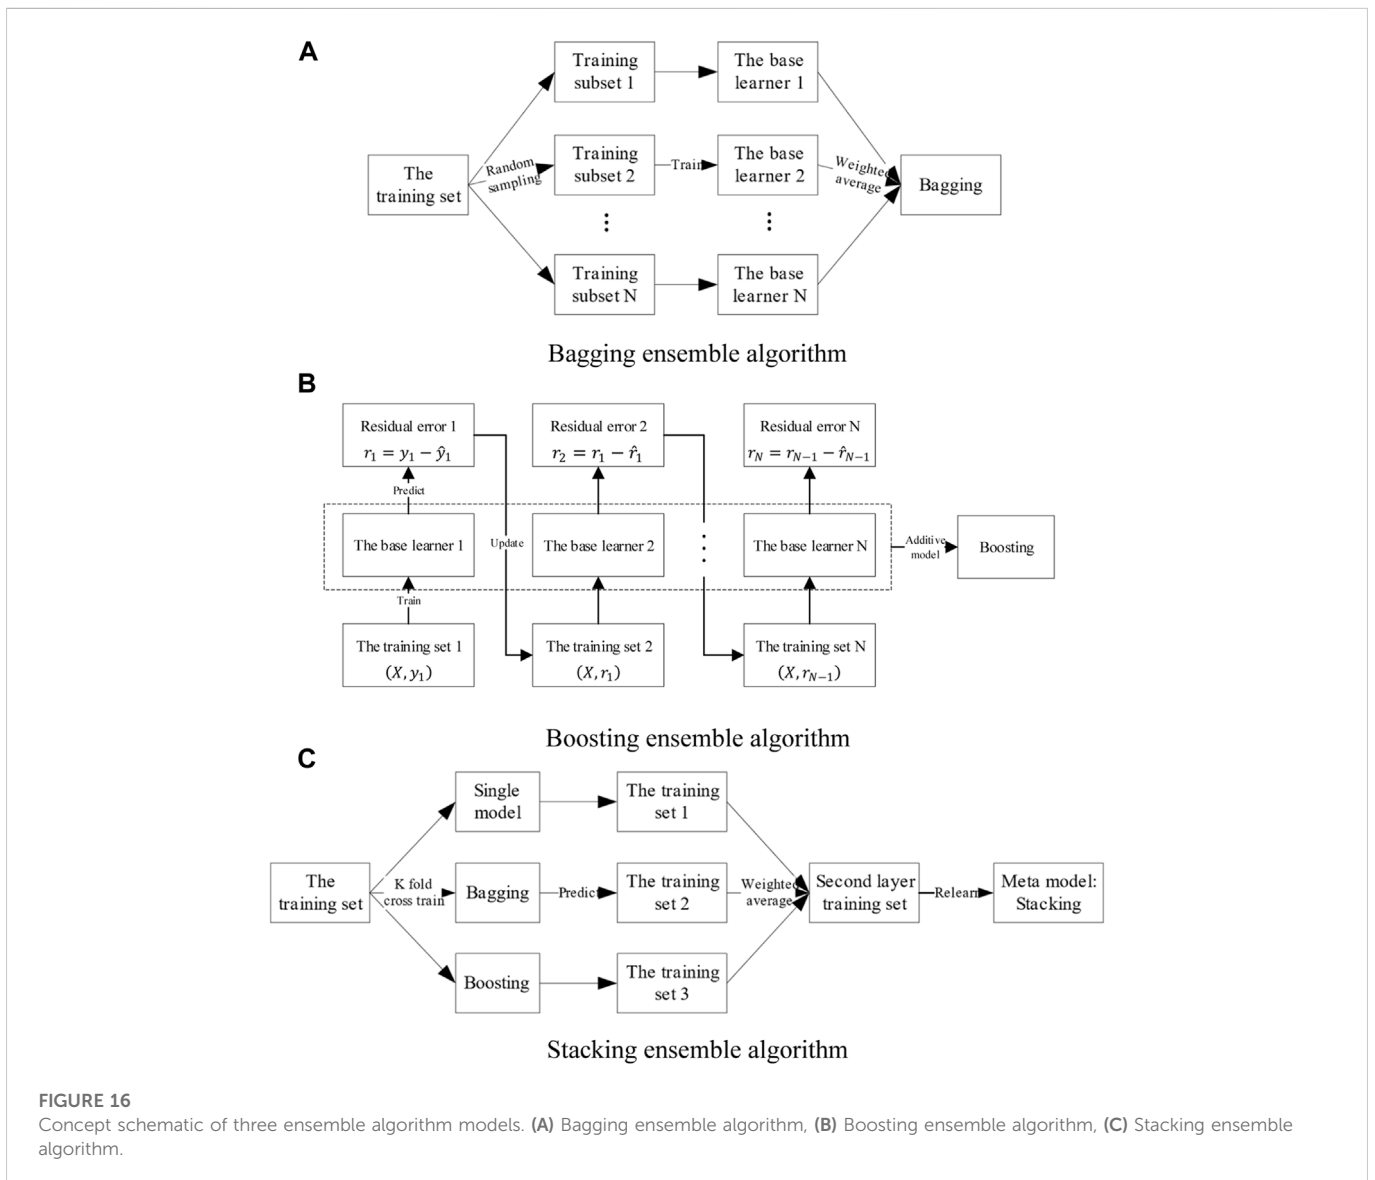 A
Training
subset 1
The base
learner 1
The
training set
Random
sampling
Training
subset 2
Train
The base
learner 2
Weighted
average
Bagging
⋮
⋮
Training
subset N
The base
learner N
Bagging ensemble algorithm
B
Residual error 1
r₁ = y₁ − ŷ₁
Residual error 2
r₂ = r₁ − r̂₁
Residual error N
r_N = r_{N−1} − r̂_{N−1}
Predict
The base learner 1
Update
The base learner 2
⋮
The base learner N
Additive
model
Boosting
Train
The training set 1
(X, y₁)
The training set 2
(X, r₁)
The training set N
(X, r_{N−1})
Boosting ensemble algorithm
C
Single
model
The training
set 1
The
training set
K fold
cross train
Bagging
Predict
The training
set 2
Weighted
average
Second layer
training set
Relearn
Meta model:
Stacking
Boosting
The training
set 3
Stacking ensemble algorithm
FIGURE 16
Concept schematic of three ensemble algorithm models. (A) Bagging ensemble algorithm, (B) Boosting ensemble algorithm, (C) Stacking ensemble
algorithm.